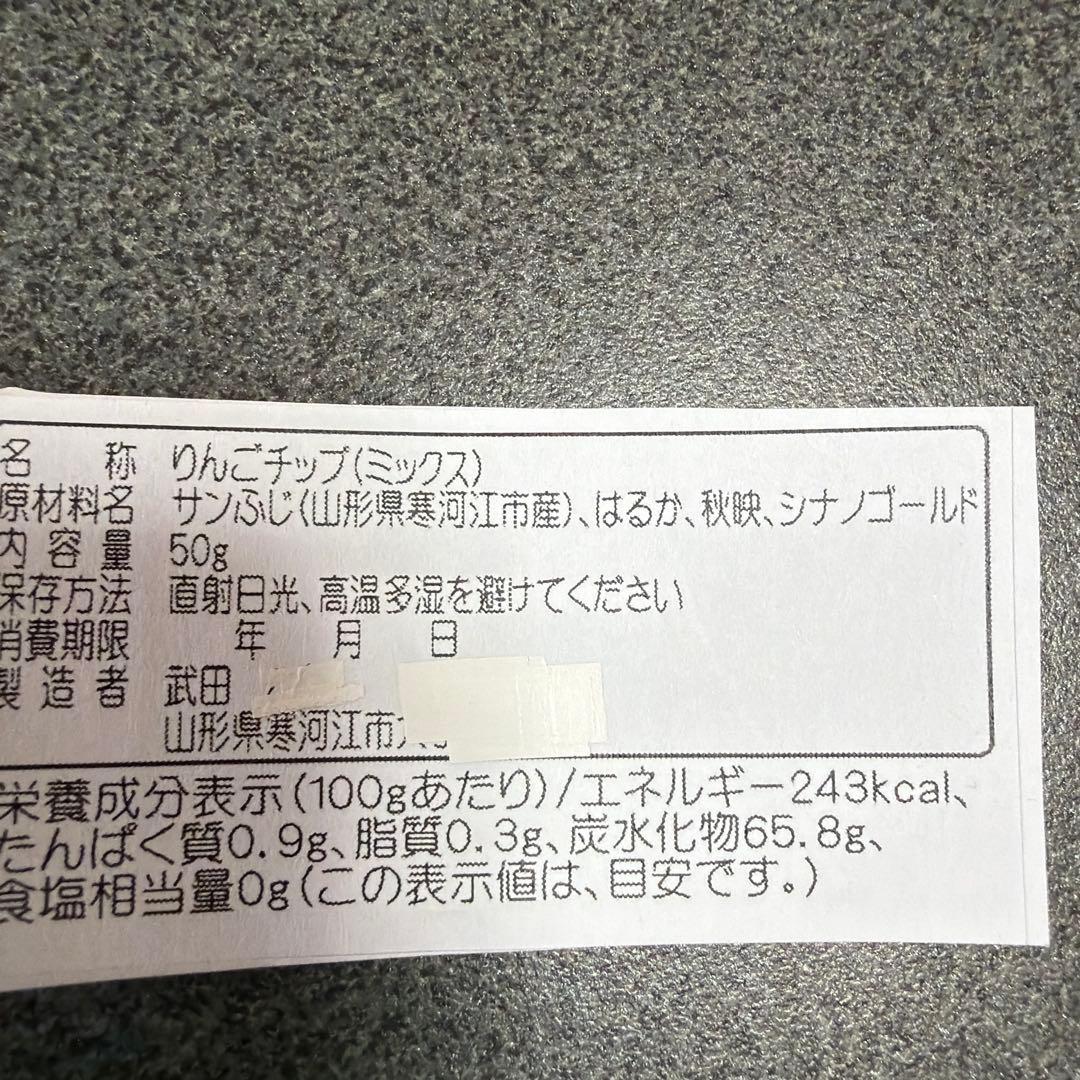 名 称 りんごチップ(ミックス)
原材料名 サンふじ(山形県寒河江市産)、はるか、秋映、シナノゴールド
内容量 50g
保存方法 直射日光、高温多湿を避けてください
消費期限 年 月 日
製造者 武田
山形県寒河江市
栄養成分表示(100gあたり)/エネルギー243kcal、
たんぱく質0.9g、脂質0.3g、炭水化物65.8g、
食塩相当量0g(この表示値は、目安です。)